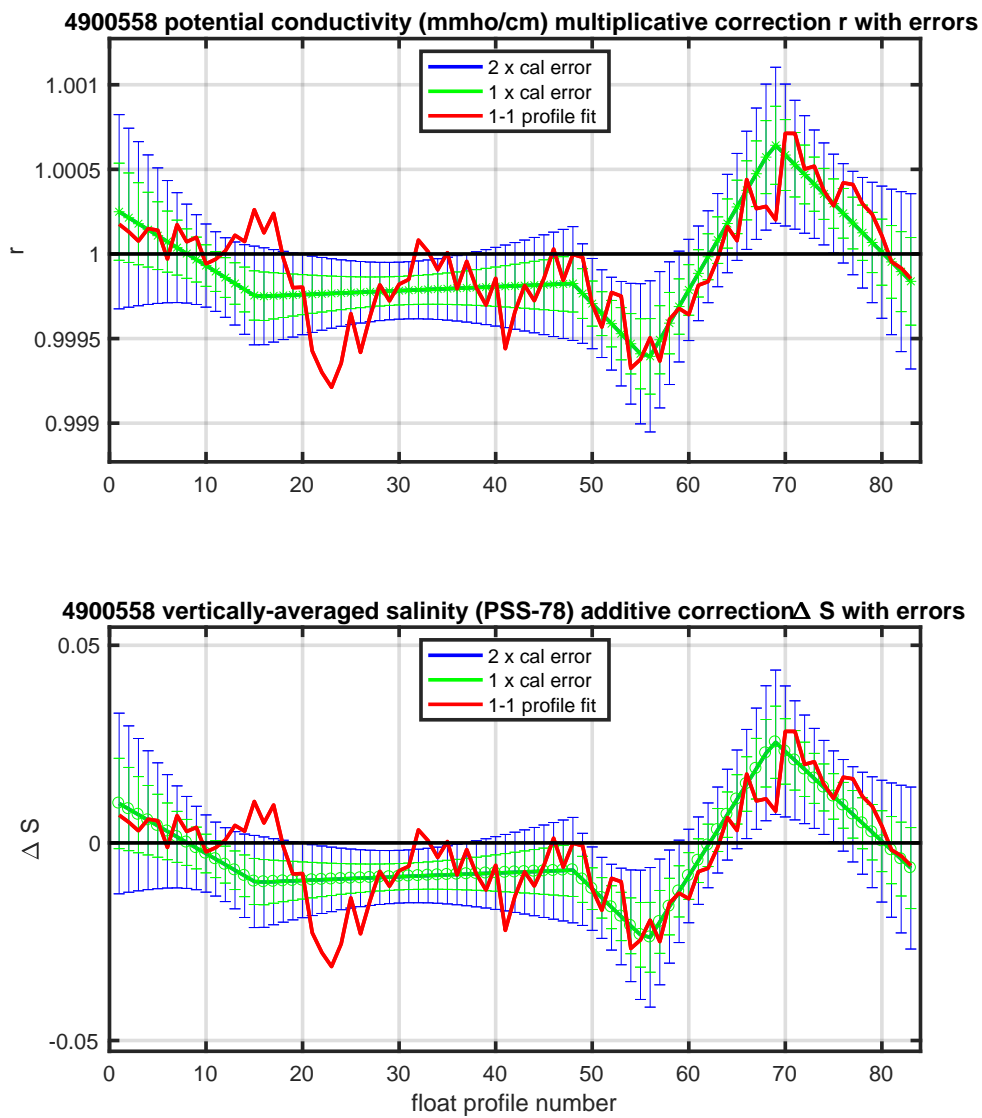 4900558 potential conductivity (mmho/cm) multiplicative correction r with errors
2 x cal error
1 x cal error
1-1 profile fit
1.001
1.0005
1
0.9995
0.999
r
0 10 20 30 40 50 60 70 80
4900558 vertically-averaged salinity (PSS-78) additive correctionΔ S with errors
2 x cal error
1 x cal error
1-1 profile fit
0.05
0
-0.05
Δ S
0 10 20 30 40 50 60 70 80
float profile number